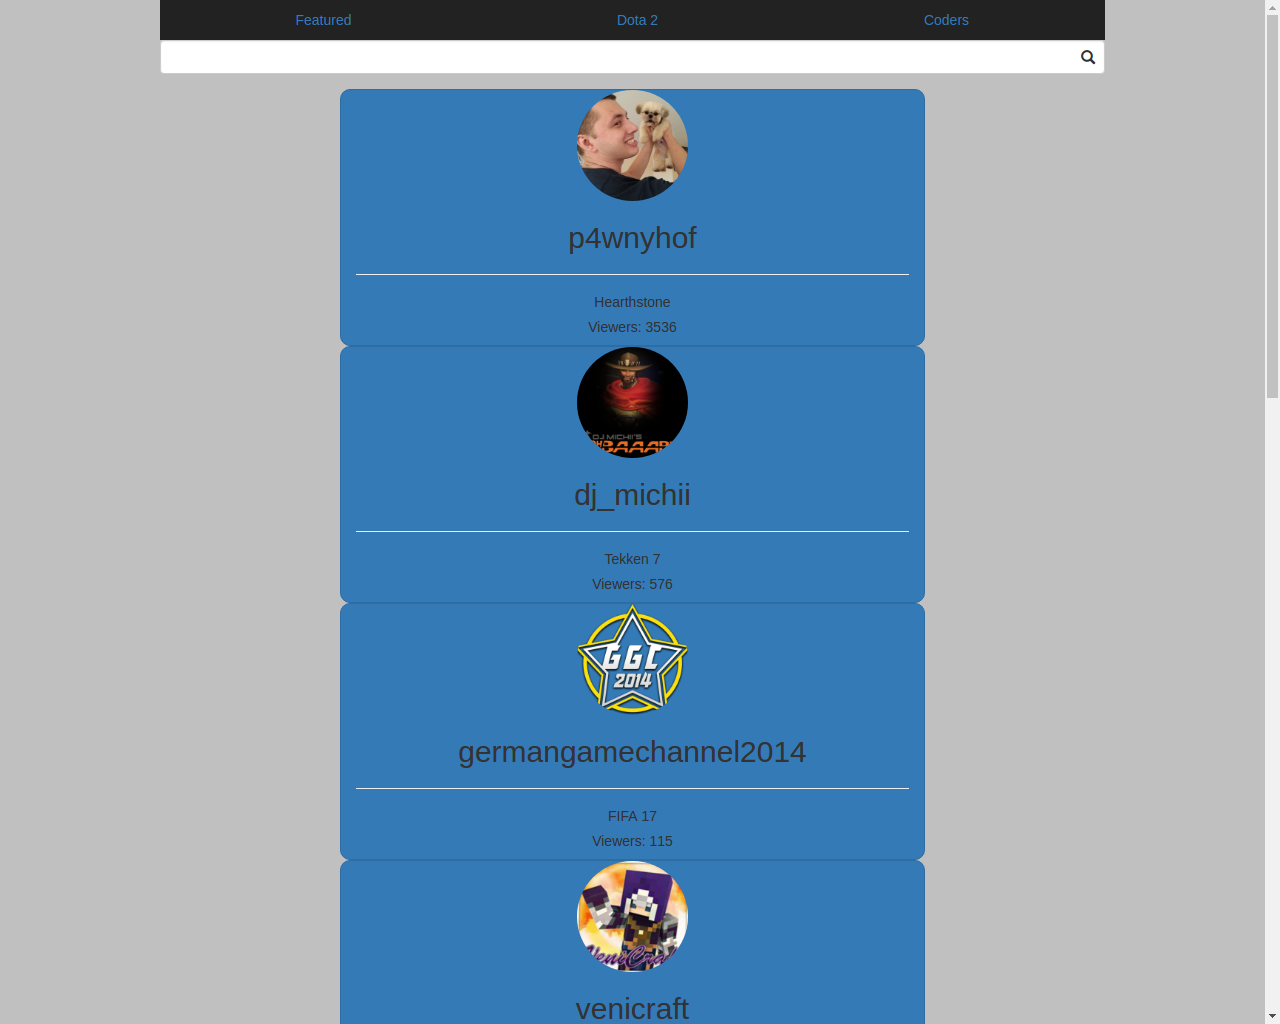 Featured
Dota 2
Coders
p4wnyhof
Hearthstone
Viewers: 3536
DJ MICHII'S
dj_michii
Tekken 7
Viewers: 576
GGC
2014
germangamechannel2014
FIFA 17
Viewers: 115
venicraft